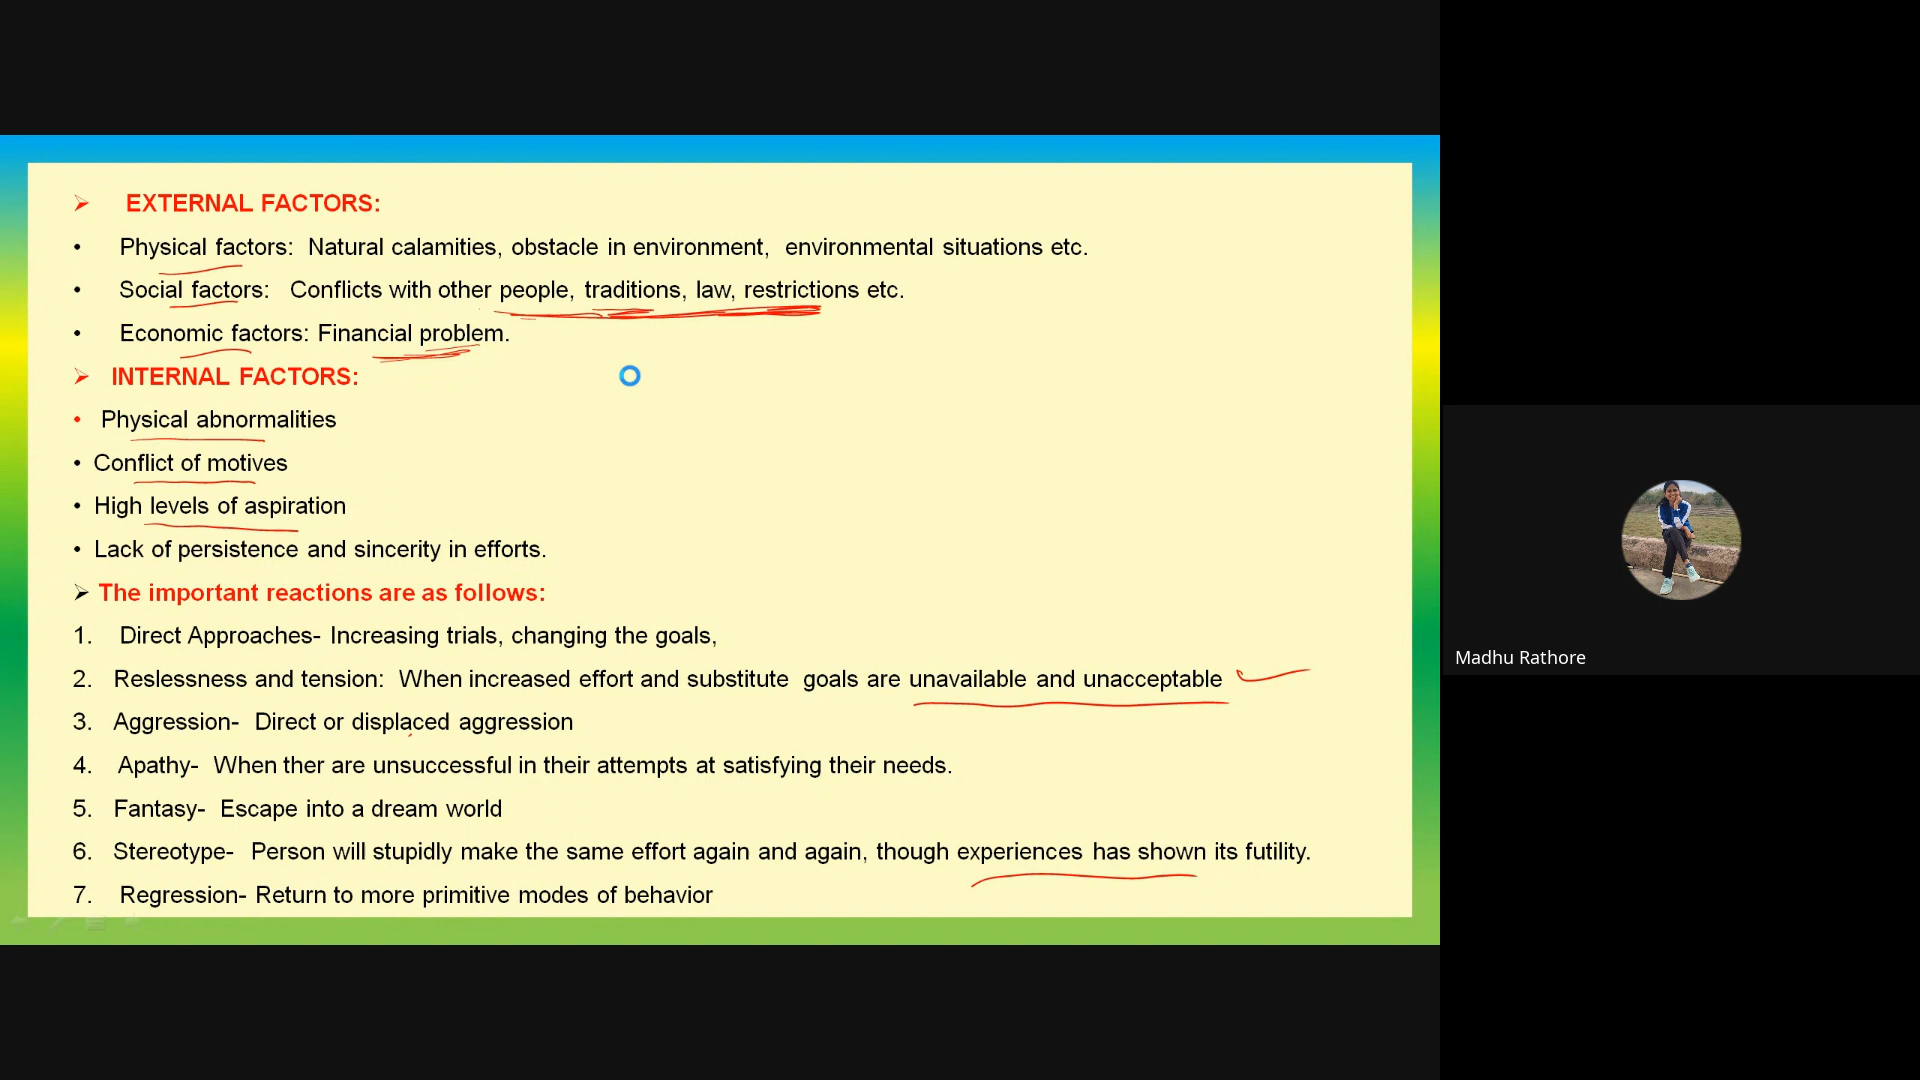 EXTERNAL FACTORS:
Physical factors: Natural calamities, obstacle in environment, environmental situations etc.
Social factors: Conflicts with other people, traditions, law, restrictions etc.
Economic factors: Financial problem.
INTERNAL FACTORS:
Physical abnormalities
Conflict of motives
High levels of aspiration
Lack of persistence and sincerity in efforts.
The important reactions are as follows:
1. Direct Approaches- Increasing trials, changing the goals,
2. Reslessness and tension: When increased effort and substitute goals are unavailable and unacceptable
3. Aggression- Direct or displaced aggression
4. Apathy- When ther are unsuccessful in their attempts at satisfying their needs.
5. Fantasy- Escape into a dream world
6. Stereotype- Person will stupidly make the same effort again and again, though experiences has shown its futility.
7. Regression- Return to more primitive modes of behavior
Madhu Rathore